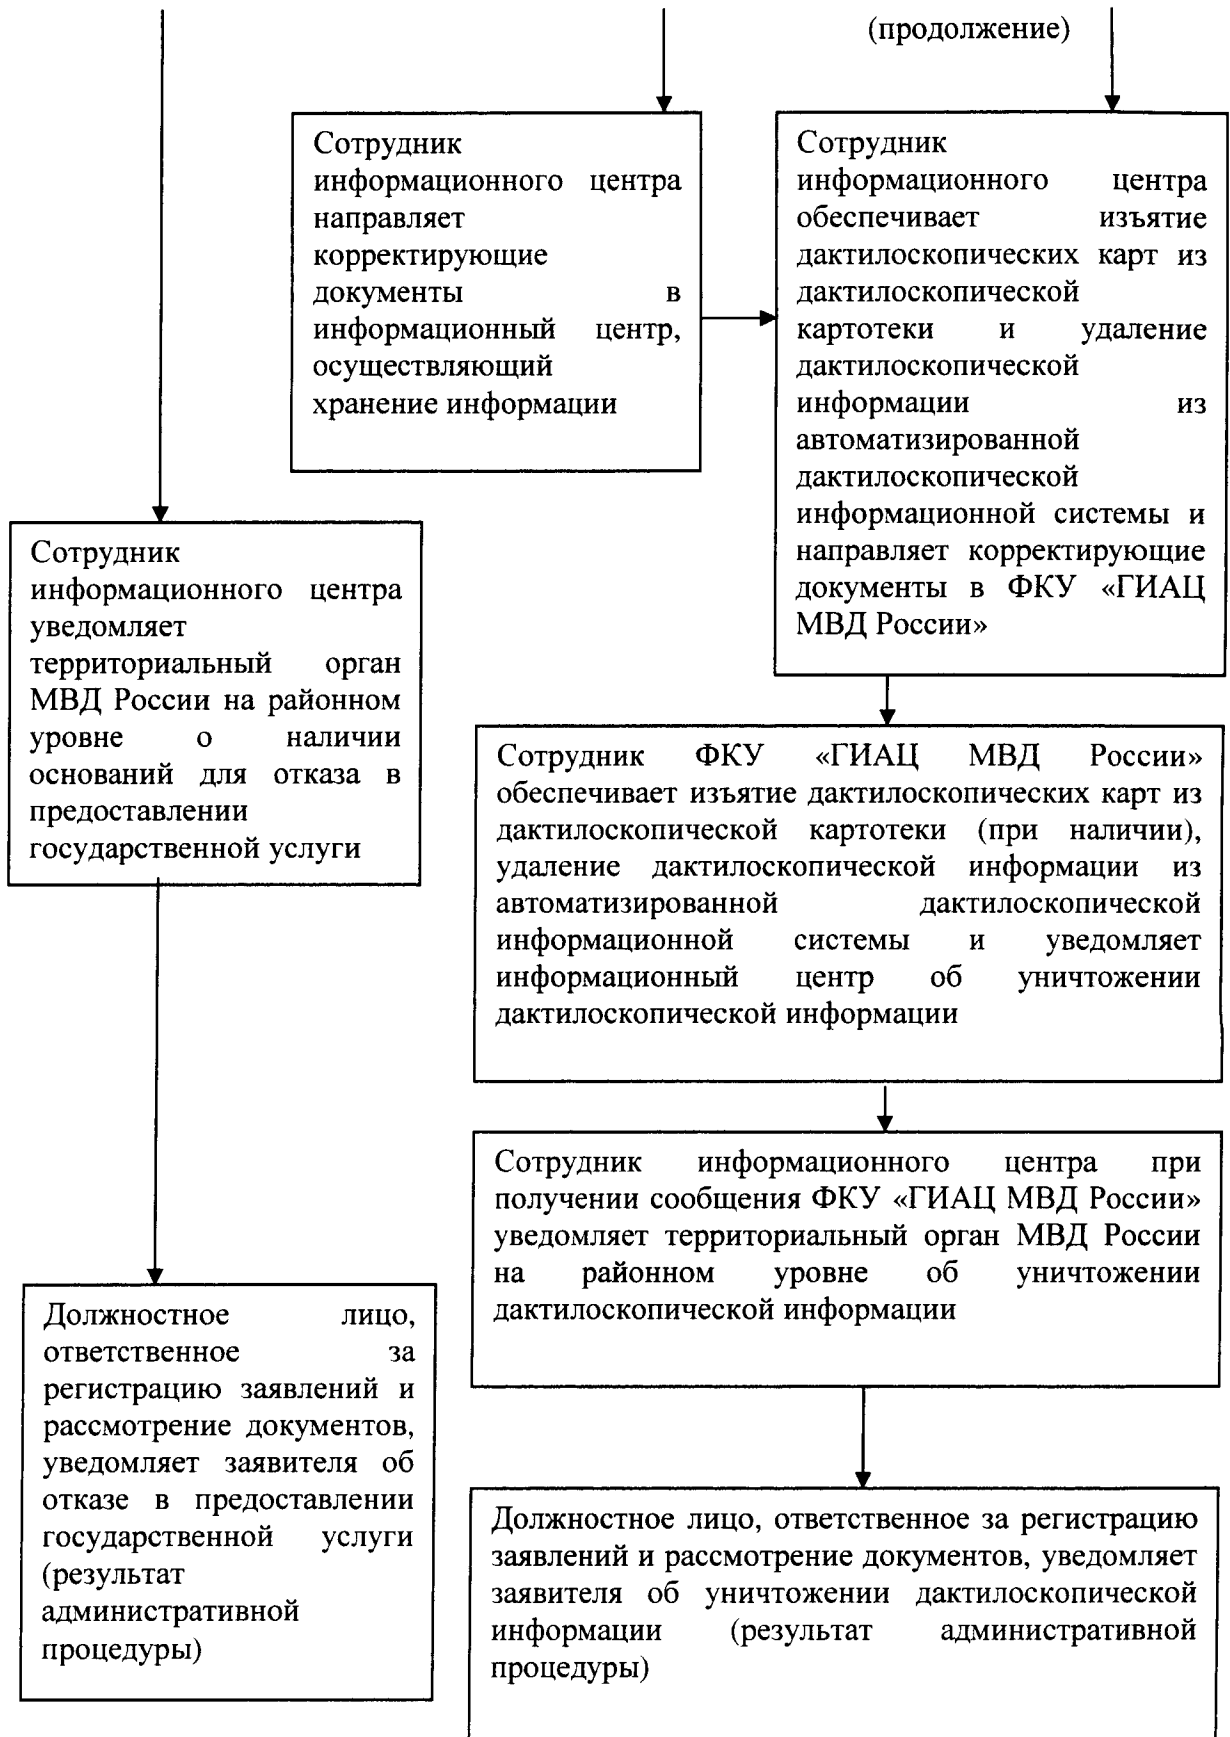 (продолжение)
Сотрудник
информационного центра
направляет
корректирующие
документы в
информационный центр,
осуществляющий
хранение информации
Сотрудник
информационного центра
обеспечивает изъятие
дактилоскопических карт из
дактилоскопической
картотеки и удаление
дактилоскопической
информации из
автоматизированной
дактилоскопической
информационной системы и
направляет корректирующие
документы в ФКУ «ГИАЦ
МВД России»
Сотрудник
информационного центра
уведомляет
территориальный орган
МВД России на районном
уровне о наличии
оснований для отказа в
предоставлении
государственной услуги
Сотрудник ФКУ «ГИАЦ МВД России»
обеспечивает изъятие дактилоскопических карт из
дактилоскопической картотеки (при наличии),
удаление дактилоскопической информации из
автоматизированной дактилоскопической
информационной системы и уведомляет
информационный центр об уничтожении
дактилоскопической информации
Сотрудник информационного центра при
получении сообщения ФКУ «ГИАЦ МВД России»
уведомляет территориальный орган МВД России
на районном уровне об уничтожении
дактилоскопической информации
Должностное лицо,
ответственное за
регистрацию заявлений и
рассмотрение документов,
уведомляет заявителя об
отказе в предоставлении
государственной услуги
(результат
административной
процедуры)
Должностное лицо, ответственное за регистрацию
заявлений и рассмотрение документов, уведомляет
заявителя об уничтожении дактилоскопической
информации (результат административной
процедуры)